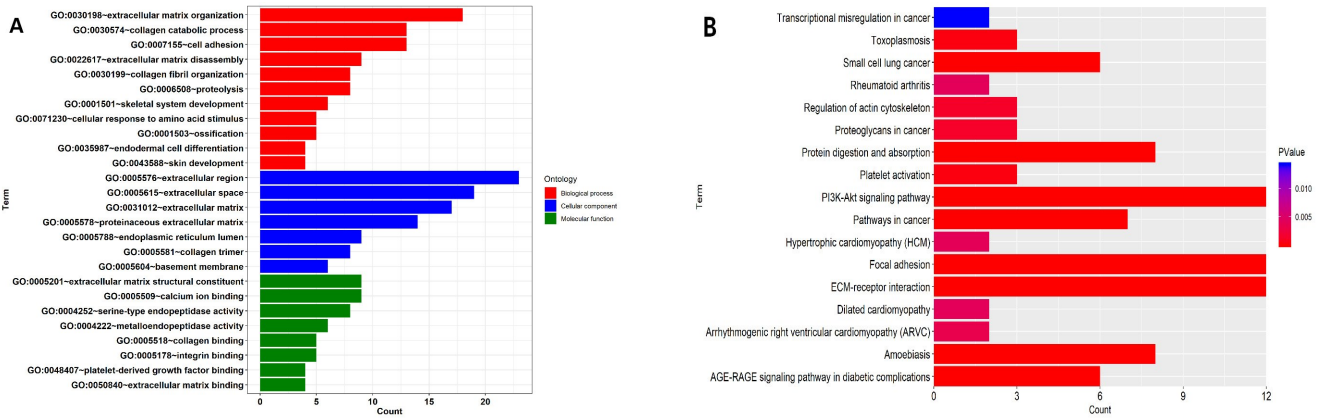 A
GO:0030198~extracellular matrix organization
GO:0030574~collagen catabolic process
GO:0007155~cell adhesion
GO:0022617~extracellular matrix disassembly
GO:0030199~collagen fibril organization
GO:0006508~proteolysis
GO:0001501~skeletal system development
GO:0071230~cellular response to amino acid stimulus
GO:0001503~ossification
GO:0035987~endodermal cell differentiation
GO:0043588~skin development
GO:0005576~extracellular region
GO:0005615~extracellular space
GO:0031012~extracellular matrix
GO:0005578~proteinaceous extracellular matrix
GO:0005788~endoplasmic reticulum lumen
GO:0005581~collagen trimer
GO:0005604~basement membrane
GO:0005201~extracellular matrix structural constituent
GO:0005509~calcium ion binding
GO:0004252~serine-type endopeptidase activity
GO:0004222~metalloendopeptidase activity
GO:0005518~collagen binding
GO:0005178~integrin binding
GO:0048407~platelet-derived growth factor binding
GO:0050840~extracellular matrix binding
Term
0 5 10 15 20
Count
Ontology
Biological process
Cellular component
Molecular function
B
Transcriptional misregulation in cancer
Toxoplasmosis
Small cell lung cancer
Rheumatoid arthritis
Regulation of actin cytoskeleton
Proteoglycans in cancer
Protein digestion and absorption
Platelet activation
PI3K-Akt signaling pathway
Pathways in cancer
Hypertrophic cardiomyopathy (HCM)
Focal adhesion
ECM-receptor interaction
Dilated cardiomyopathy
Arrhythmogenic right ventricular cardiomyopathy (ARVC)
Amoebiasis
AGE-RAGE signaling pathway in diabetic complications
Term
0 3 6 9 12
Count
PValue
0.010
0.005